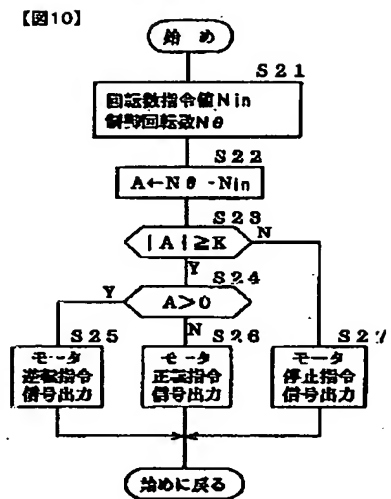 【図10】
始め
S21
回転数指令値Nin
制御回転数Nθ
S22
A←Nθ-Nin
S23
|A|≧K
N
Y
S24
Y
A>0
S25
N
S26
S27
モータ
逆転指令
信号出力
モータ
正転指令
信号出力
モータ
停止指令
信号出力
始めに戻る